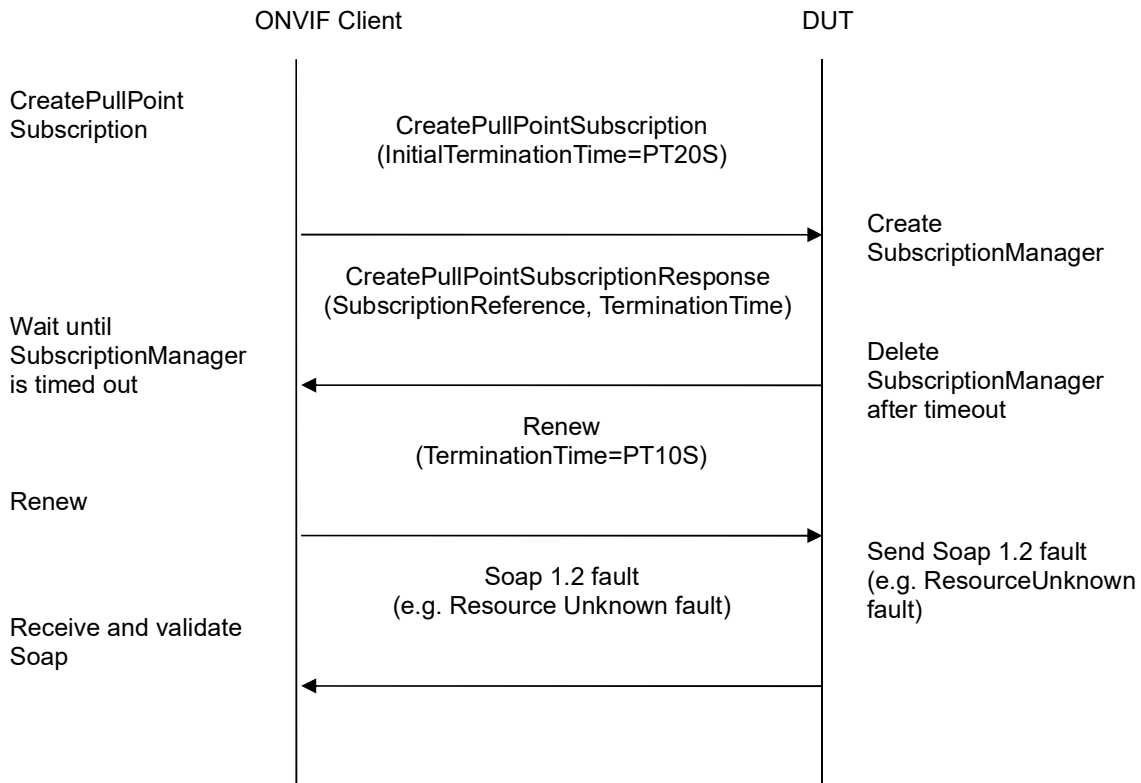 ONVIF Client
DUT
CreatePullPoint
Subscription
CreatePullPointSubscription
(InitialTerminationTime=PT20S)
Create
SubscriptionManager
CreatePullPointSubscriptionResponse
(SubscriptionReference, TerminationTime)
Wait until
SubscriptionManager
is timed out
Delete
SubscriptionManager
after timeout
Renew
(TerminationTime=PT10S)
Renew
Send Soap 1.2 fault
(e.g. ResourceUnknown
fault)
Soap 1.2 fault
(e.g. Resource Unknown fault)
Receive and validate
Soap